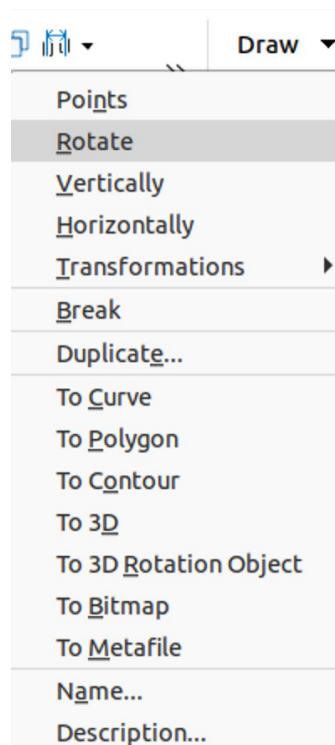 Draw
Points
Rotate
Vertically
Horizontally
Transformations
Break
Duplicate...
To Curve
To Polygon
To Contour
To 3D
To 3D Rotation Object
To Bitmap
To Metafile
Name...
Description...